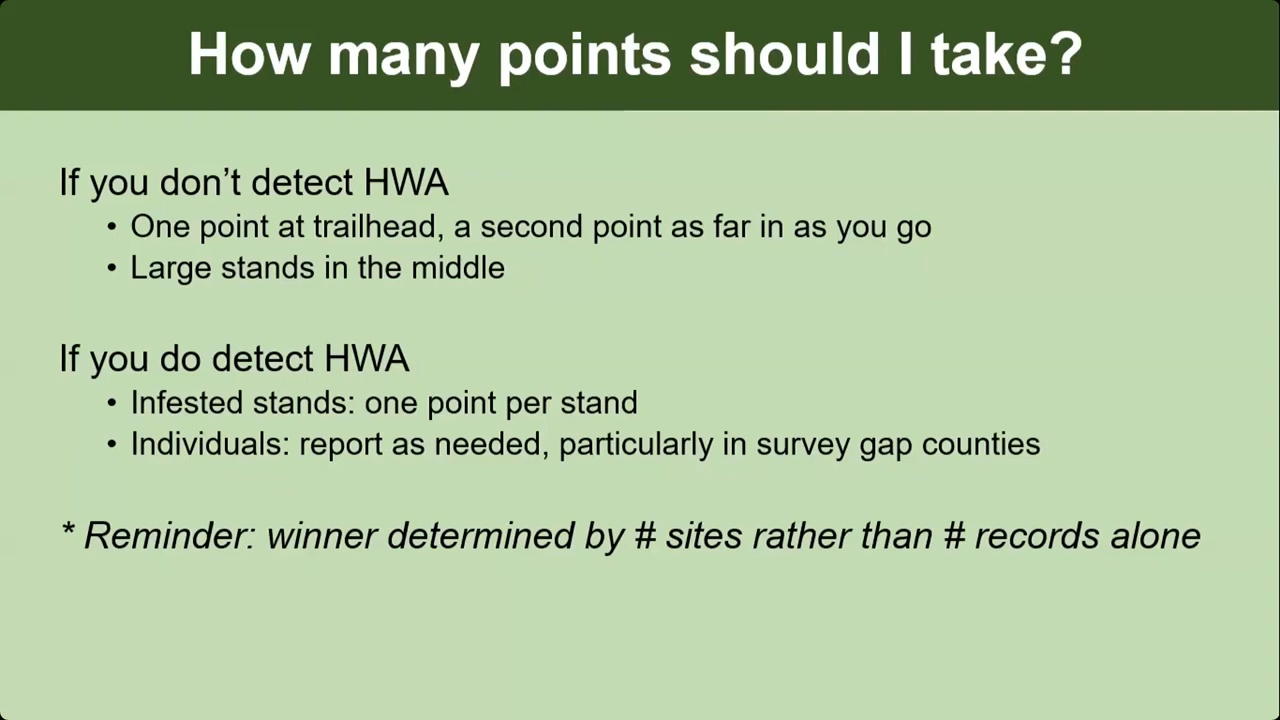 How many points should I take?
If you don’t detect HWA
• One point at trailhead, a second point as far in as you go
• Large stands in the middle
If you do detect HWA
• Infested stands: one point per stand
• Individuals: report as needed, particularly in survey gap counties
* Reminder: winner determined by # sites rather than # records alone